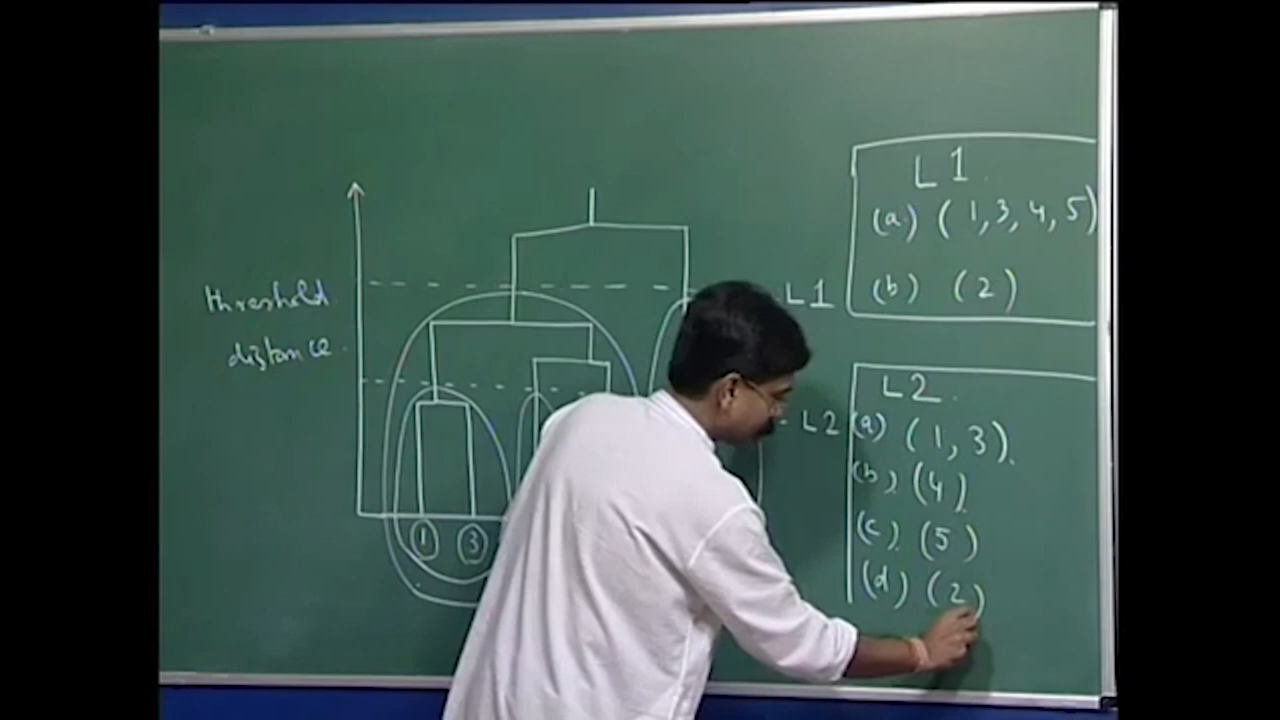 threshold
distance.
1 3
L1
L2
L1.
(a) (1,3,4,5)
(b) (2)
L2.
(a) (1,3).
(b). (4).
(c). (5)
(d) (2)